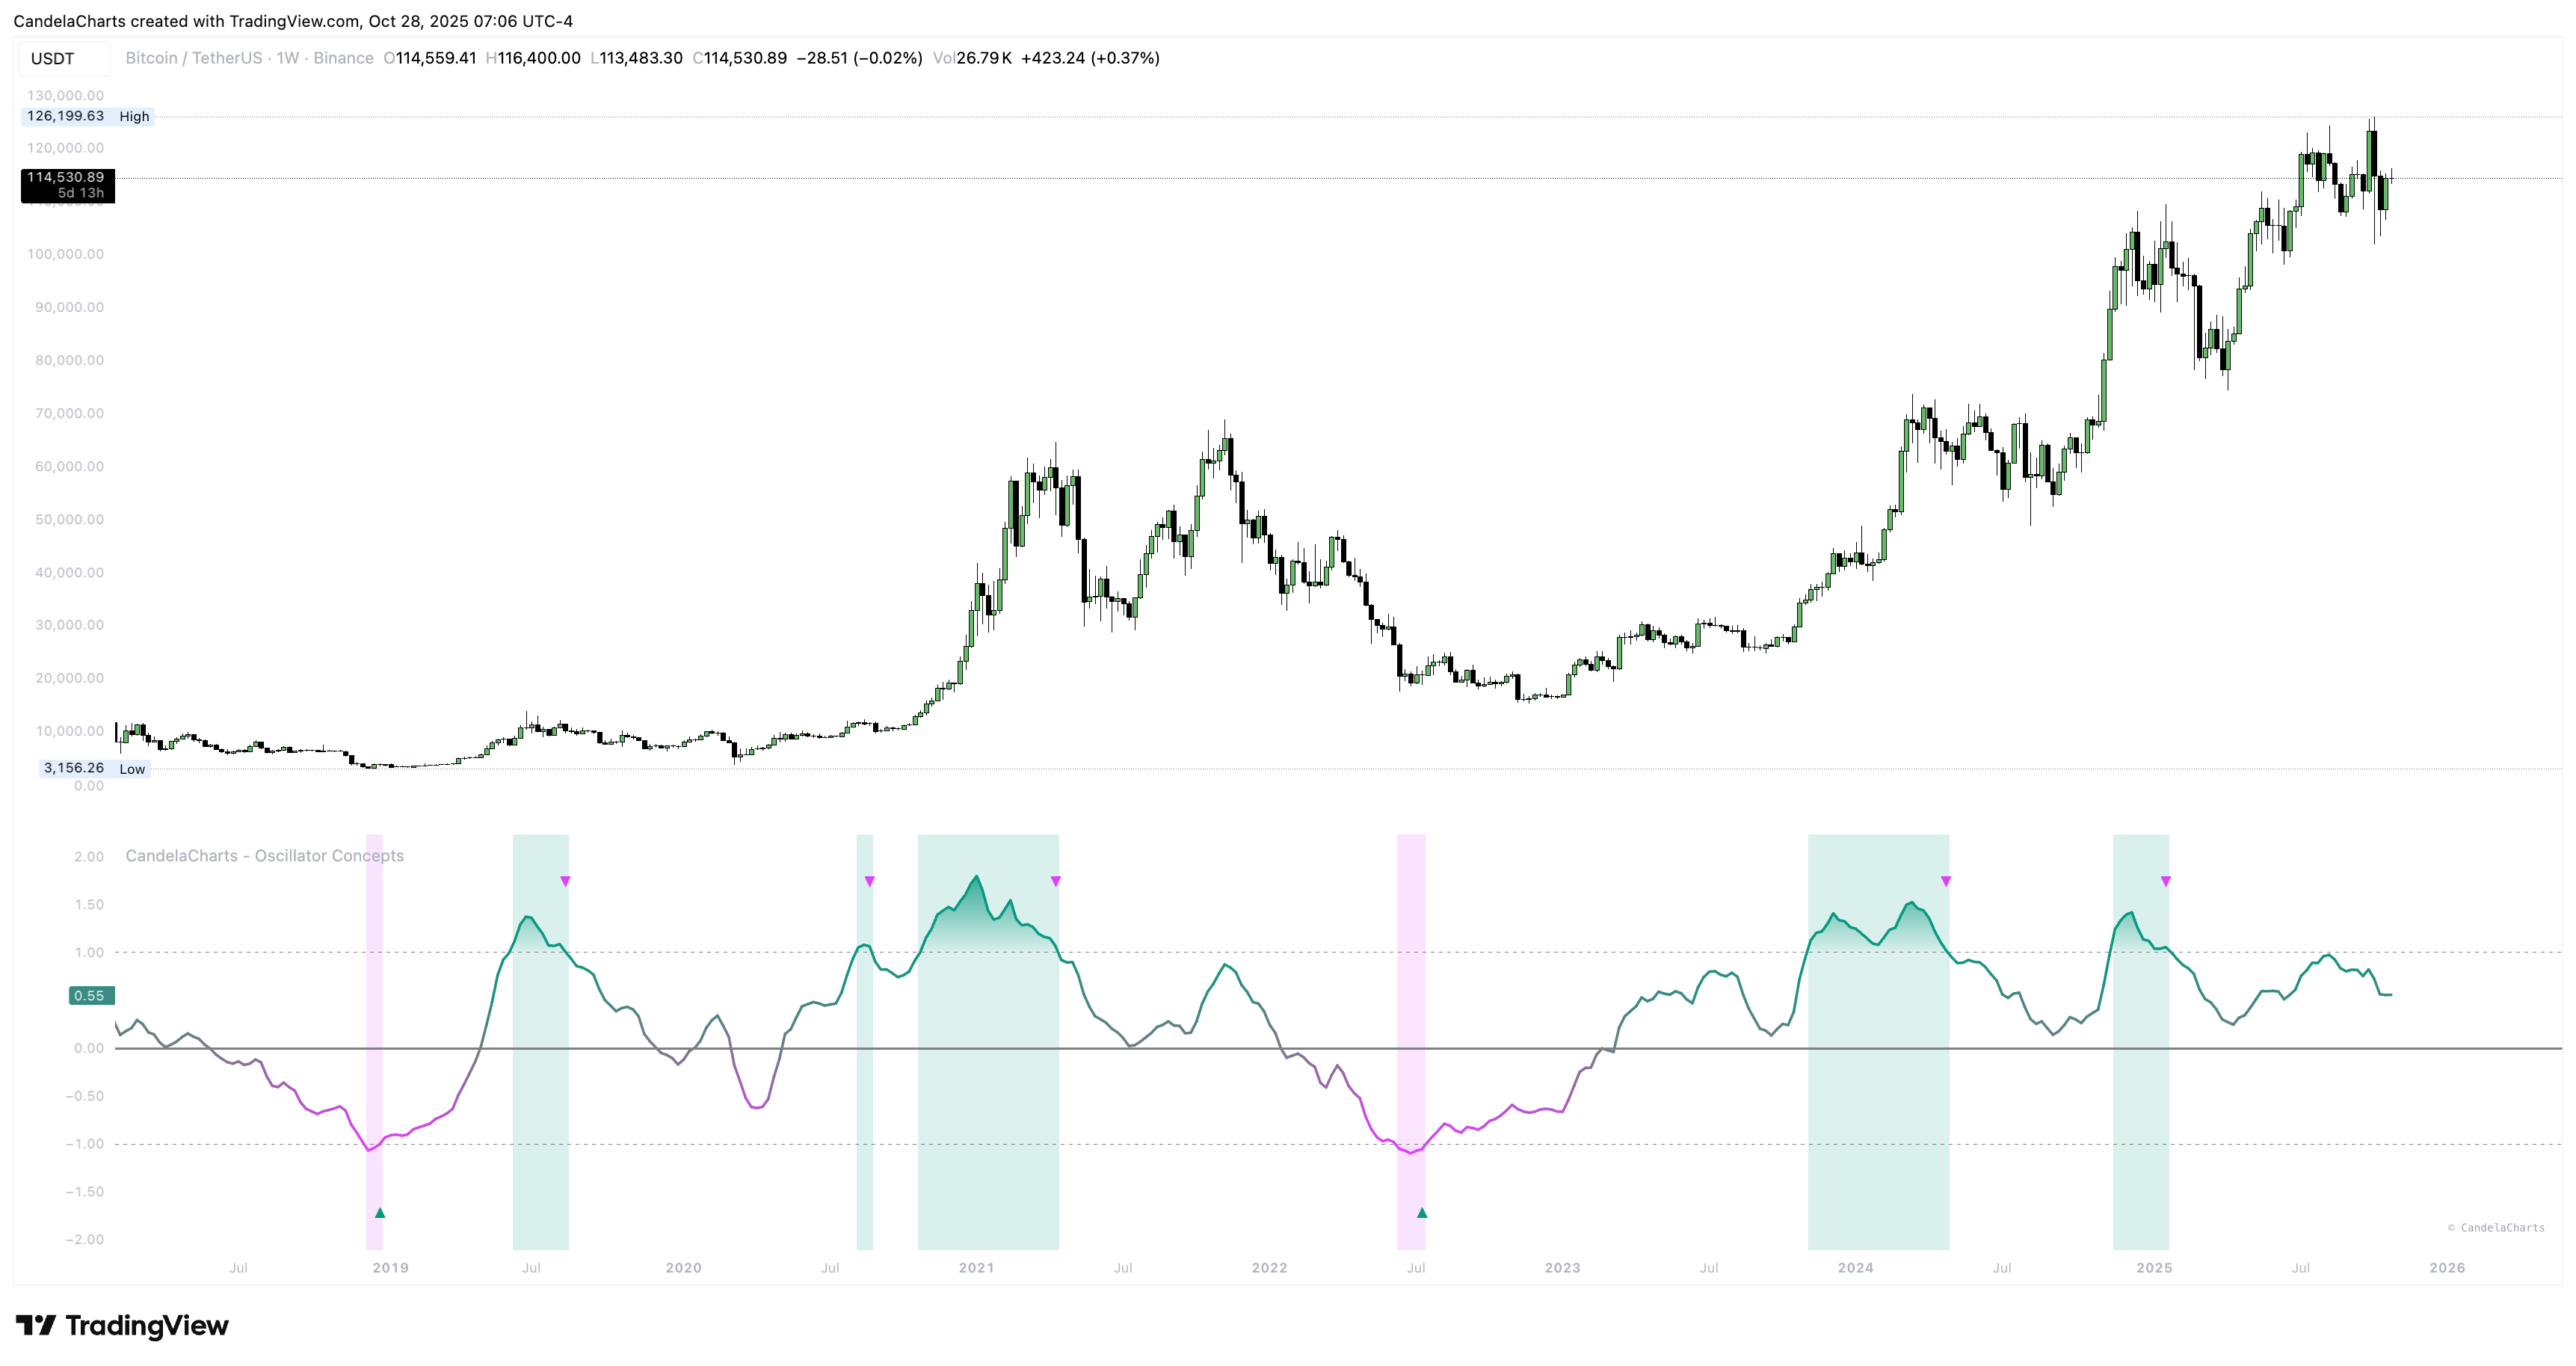 CandelaCharts created with TradingView.com, Oct 28, 2025 07:06 UTC-4
USDT
Bitcoin / TetherUS · 1W · Binance O114,559.41 H116,400.00 L113,483.30 C114,530.89 −28.51 (−0.02%) Vol26.79 K +423.24 (+0.37%)
130,000.00
126,199.63 High
120,000.00
114,530.89
5d 13h
100,000.00
90,000.00
80,000.00
70,000.00
60,000.00
50,000.00
40,000.00
30,000.00
20,000.00
10,000.00
3,156.26 Low
0.00
2.00
CandelaCharts - Oscillator Concepts
1.50
1.00
0.55
0.00
−0.50
−1.00
−1.50
© CandelaCharts
−2.00
Jul 2019 Jul 2020 Jul 2021 Jul 2022 Jul 2023 Jul 2024 Jul 2025 Jul 2026
TradingView